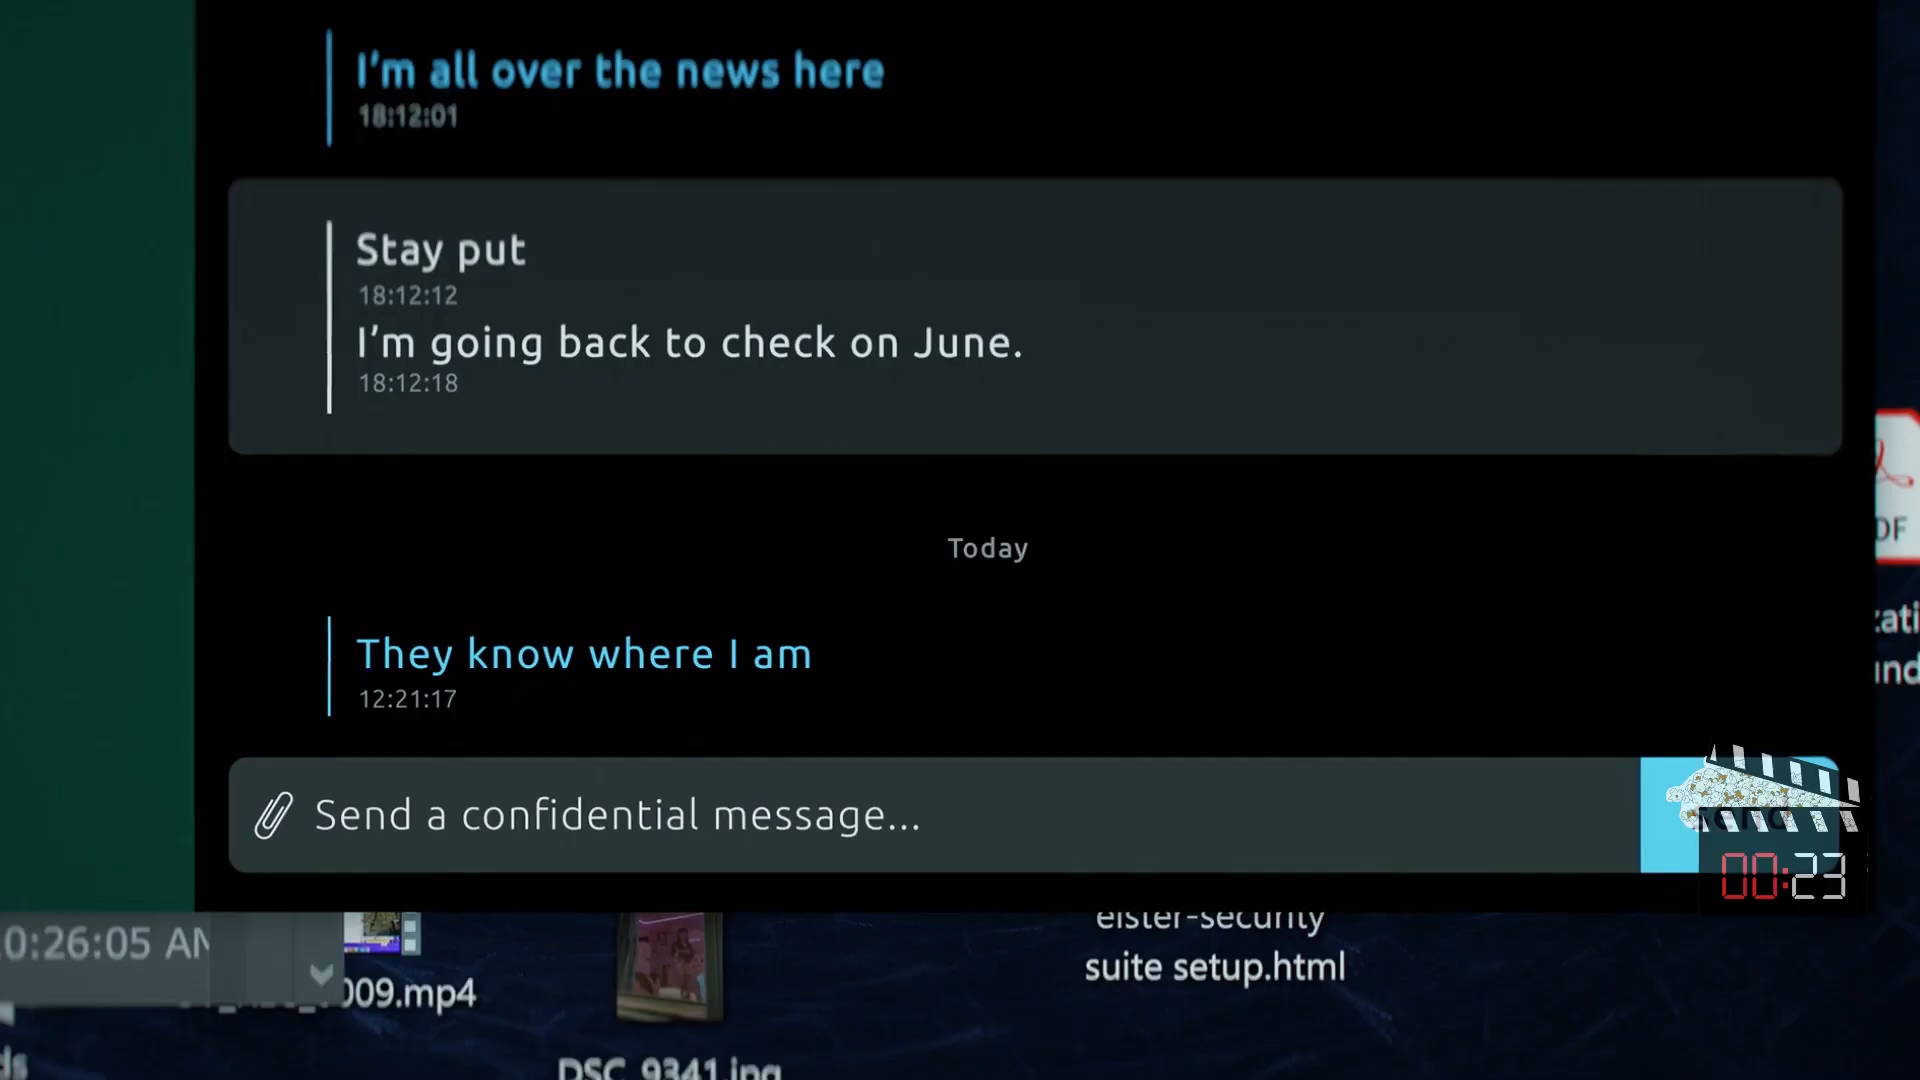 I’m all over the news here
18:12:01
Stay put
18:12:12
I’m going back to check on June.
18:12:18
Today
They know where I am
12:21:17
Send a confidential message...
00:23
0:26:05 AM
009.mp4
suite setup.html
DSC_9341.jpg